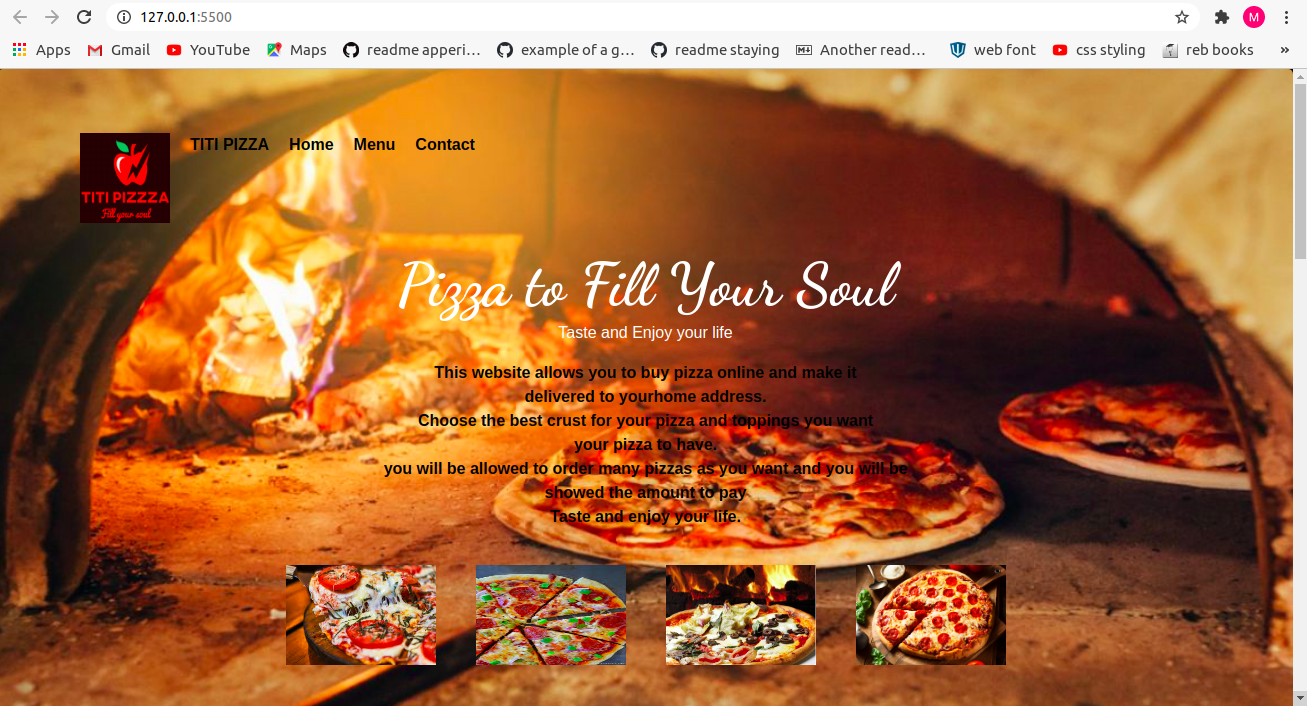 127.0.0.1:5500
Apps Gmail YouTube Maps readme apperi... example of a g... readme staying Another read... web font css styling reb books »
TITI PIZZA Home Menu Contact
TITI PIZZZA
Fill your soul
Pizza to Fill Your Soul
Taste and Enjoy your life
This website allows you to buy pizza online and make it
delivered to yourhome address.
Choose the best crust for your pizza and toppings you want
your pizza to have.
you will be allowed to order many pizzas as you want and you will be
showed the amount to pay
Taste and enjoy your life.
M